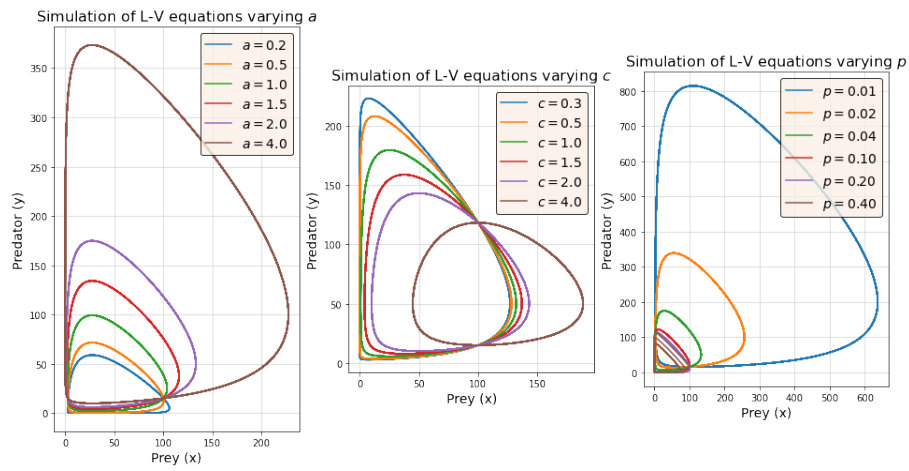 Simulation of L-V equations varying a
a = 0.2
a = 0.5
a = 1.0
a = 1.5
a = 2.0
a = 4.0
350
300
250
200
150
100
50
0
Predator (y)
0 50 100 150 200
Prey (x)
Simulation of L-V equations varying c
c = 0.3
c = 0.5
c = 1.0
c = 1.5
c = 2.0
c = 4.0
200
150
100
50
0
Predator (y)
0 50 100 150
Prey (x)
Simulation of L-V equations varying p
p = 0.01
p = 0.02
p = 0.04
p = 0.10
p = 0.20
p = 0.40
800
600
400
200
0
Predator (y)
0 100 200 300 400 500 600
Prey (x)